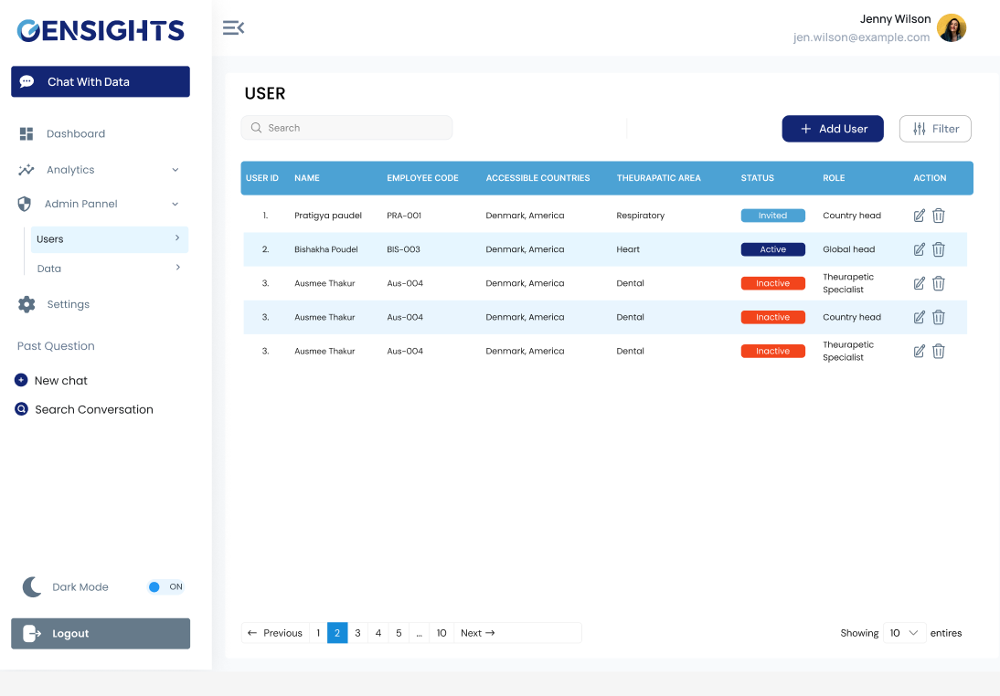 GENSIGHTS
Chat With Data
Dashboard
Analytics
Admin Pannel
Users
Data
Settings
Past Question
New chat
Search Conversation
Dark Mode ON
Logout
Jenny Wilson
jen.wilson@example.com
USER
Search
+ Add User
Filter
USER ID NAME EMPLOYEE CODE ACCESSIBLE COUNTRIES THEURAPATIC AREA STATUS ROLE ACTION
1. Pratigya paudel PRA-001 Denmark, America Respiratory Invited Country head
2. Bishakha Poudel BIS-003 Denmark, America Heart Active Global head
3. Ausmee Thakur Aus-004 Denmark, America Dental Inactive Theurapetic
Specialist
3. Ausmee Thakur Aus-004 Denmark, America Dental Inactive Country head
3. Ausmee Thakur Aus-004 Denmark, America Dental Inactive Theurapetic
Specialist
← Previous 1 2 3 4 5 ... 10 Next →
Showing 10 entires